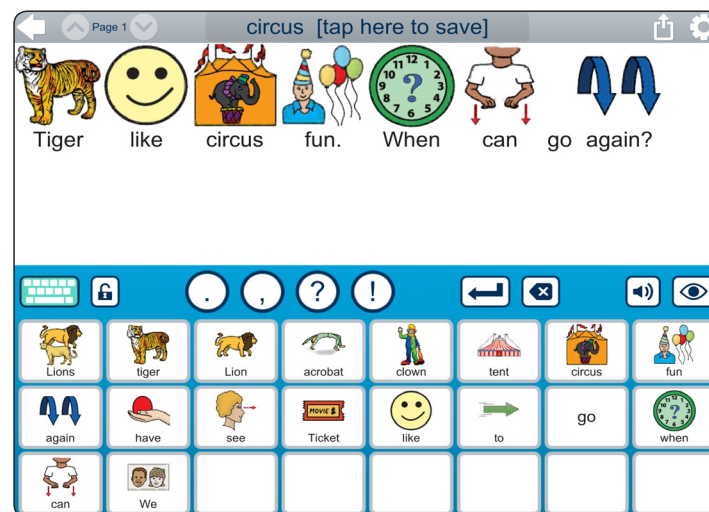 Page 1 circus [tap here to save]
Tiger like circus fun. When can go again?
. , ? !
Lions tiger Lion acrobat clown tent circus fun
MOVIE $
again have see Ticket like to go when
can We